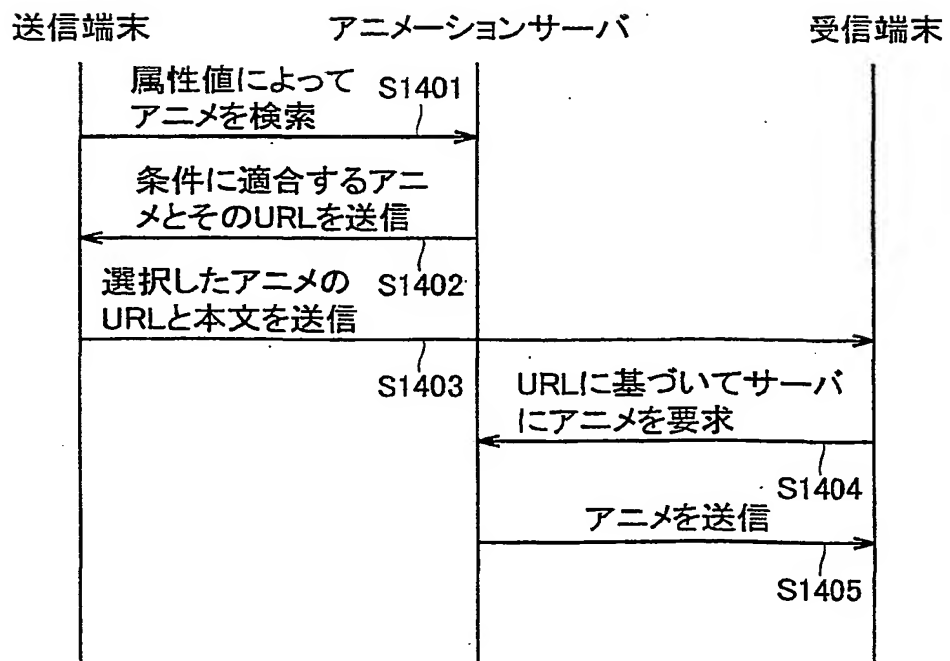 送信端末
アニメーションサーバ
受信端末
属性値によって
アニメを検索
S1401
条件に適合するアニ
メとそのURLを送信
S1402
選択したアニメの
URLと本文を送信
S1403
URLに基づいてサーバ
にアニメを要求
S1404
アニメを送信
S1405